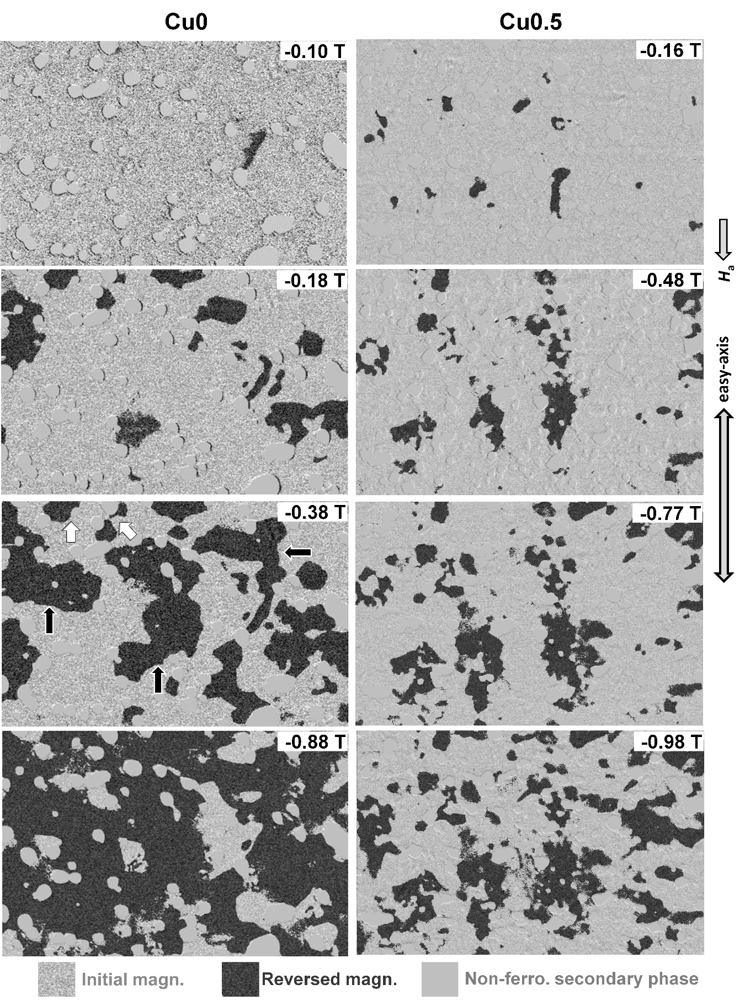 Cu0 Cu0.5
-0.10 T -0.16 T
-0.18 T -0.48 T
Ha
easy-axis
-0.38 T -0.77 T
-0.88 T -0.98 T
Initial magn. Reversed magn. Non-ferro. secondary phase